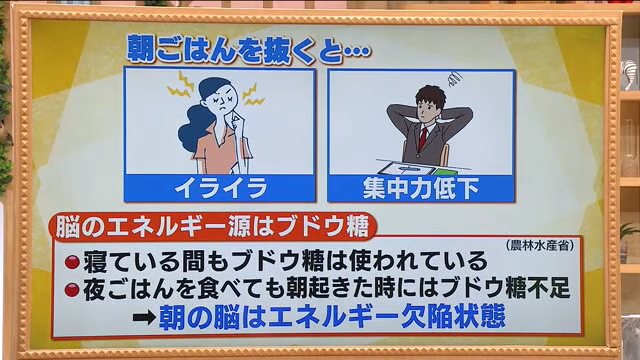 朝ごはんを抜くと…
イライラ
集中力低下
脳のエネルギー源はブドウ糖
（農林水産省）
●寝ている間もブドウ糖は使われている
●夜ごはんを食べても朝起きた時にはブドウ糖不足
➡朝の脳はエネルギー欠陥状態